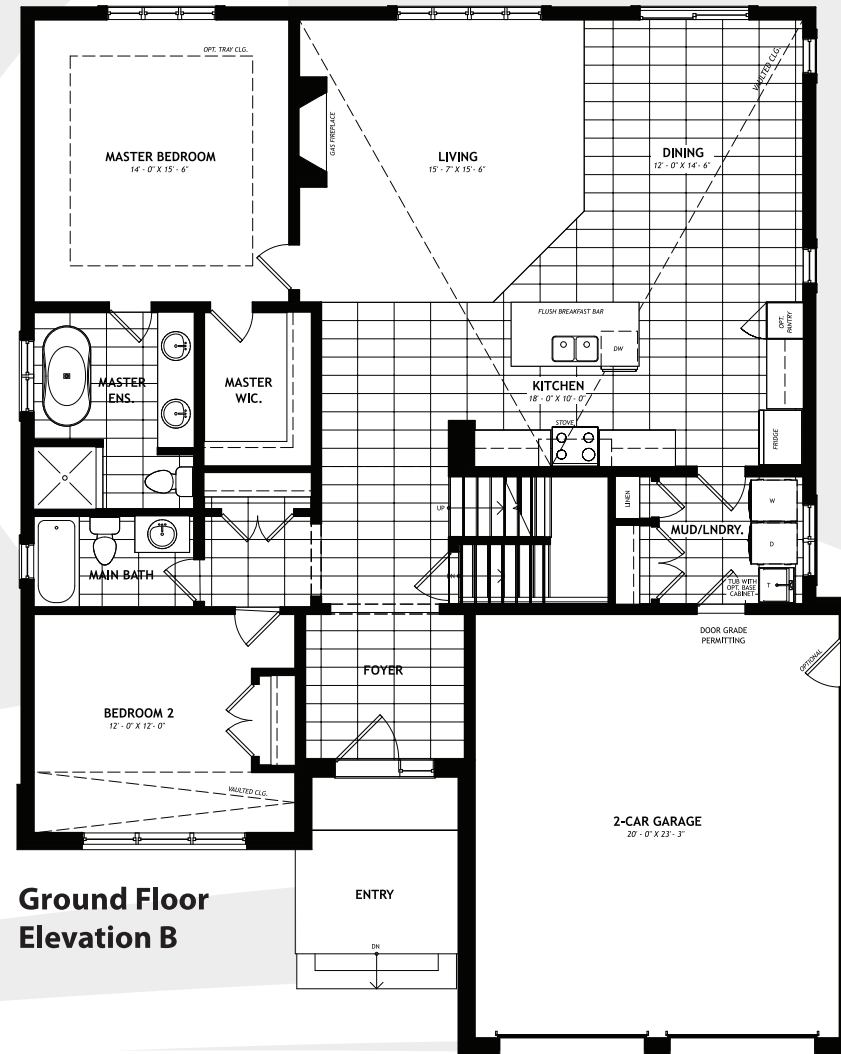 OPT. TRAY CLG.
MASTER BEDROOM
14' - 0" X 15' - 6"
GAS FIREPLACE
LIVING
15' - 7" X 15' - 6"
VAULTED CLG.
DINING
12' - 0" X 14' - 6"
FLUSH BREAKFAST BAR
DW
OPT.
PANTRY
KITCHEN
18' - 0" X 10' - 0"
STOVE
FRIDGE
MASTER
ENS.
MASTER
WIC.
UP
DN
LINEN
W
MUD/LNDRY.
D
TUB WITH
OPT. BASE
CABINET
T
MAIN BATH
DOOR GRADE
PERMITTING
OPTIONAL
FOYER
BEDROOM 2
12' - 0" X 12' - 0"
VAULTED CLG.
2-CAR GARAGE
20' - 0" X 23' - 3"
ENTRY
DN
Ground Floor
Elevation B